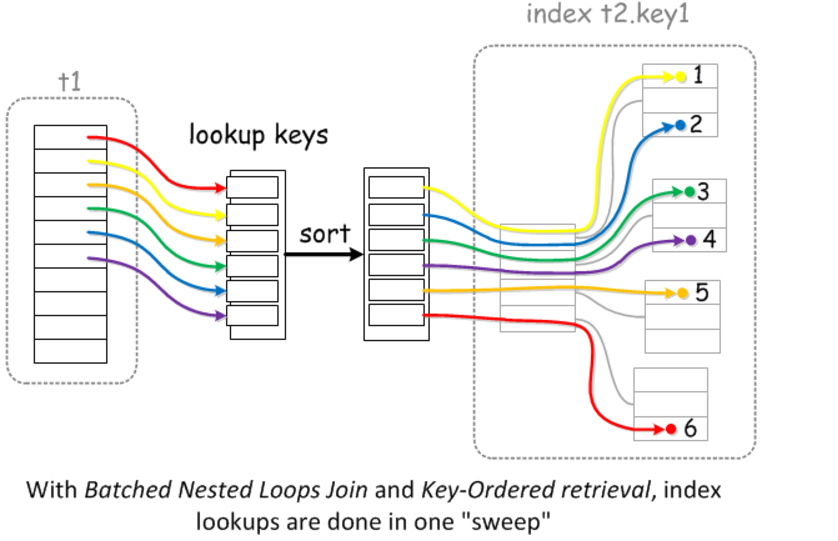 index t2.key1
t1
lookup keys
sort
1
2
3
4
5
6
With Batched Nested Loops Join and Key-Ordered retrieval, index
lookups are done in one "sweep"